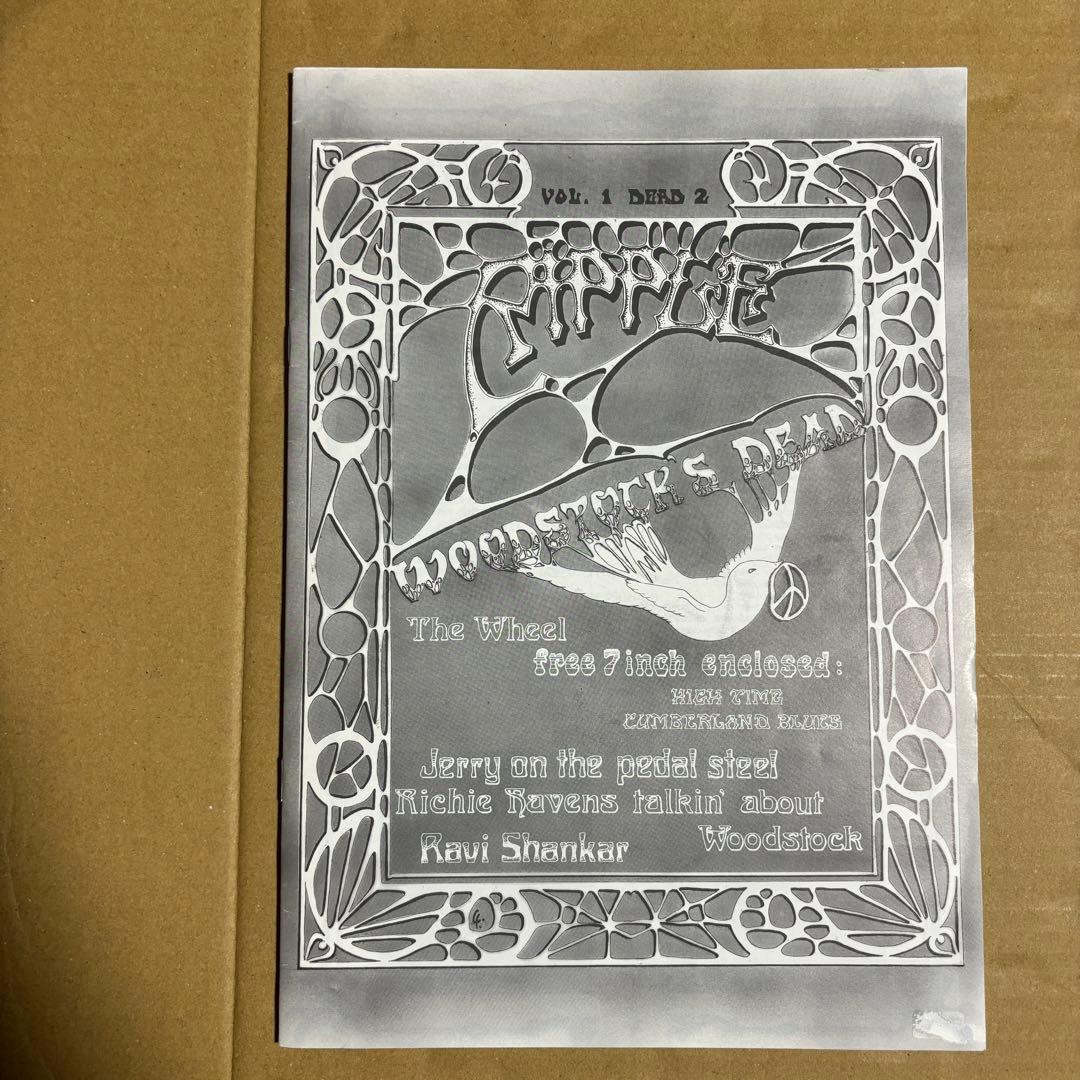 VOL. 1 DEAD 2
RIPPLE
WOODSTOCK'S DEAD
The Wheel
free 7 inch enclosed:
HIGH TIME
CUMBERLAND BLUES
Jerry on the pedal steel
Richie Havens talkin' about
Woodstock
Ravi Shankar